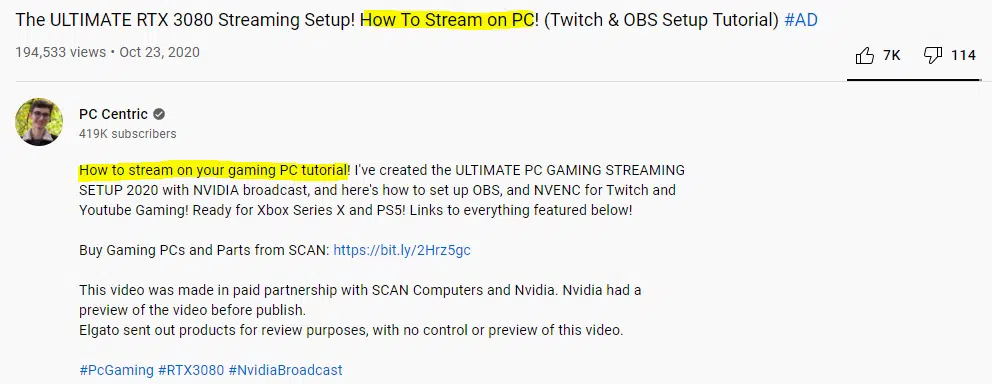 The ULTIMATE RTX 3080 Streaming Setup! How To Stream on PC! (Twitch & OBS Setup Tutorial) #AD
194,533 views • Oct 23, 2020
7K 114
PC Centric
419K subscribers
How to stream on your gaming PC tutorial! I've created the ULTIMATE PC GAMING STREAMING
SETUP 2020 with NVIDIA broadcast, and here's how to set up OBS, and NVENC for Twitch and
Youtube Gaming! Ready for Xbox Series X and PS5! Links to everything featured below!
Buy Gaming PCs and Parts from SCAN: https://bit.ly/2Hrz5gc
This video was made in paid partnership with SCAN Computers and Nvidia. Nvidia had a
preview of the video before publish.
Elgato sent out products for review purposes, with no control or preview of this video.
#PcGaming #RTX3080 #NvidiaBroadcast